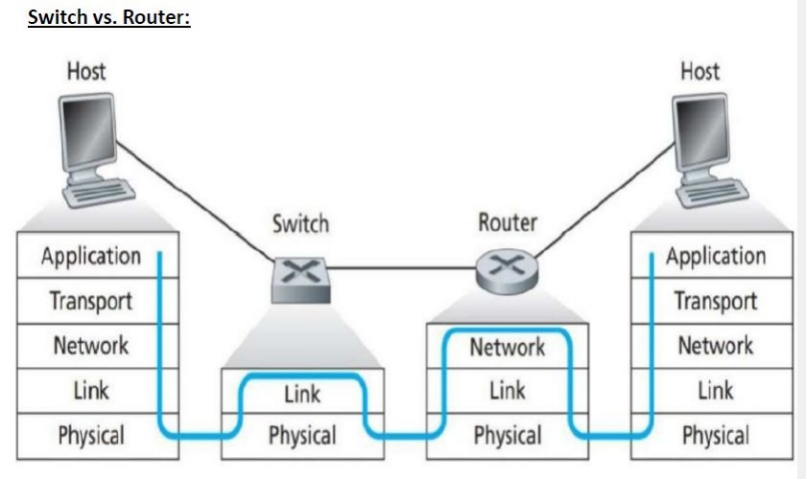 Switch vs. Router:
Host
Host
Switch
Router
Application
Transport
Network
Link
Physical
Link
Physical
Network
Link
Physical
Application
Transport
Network
Link
Physical